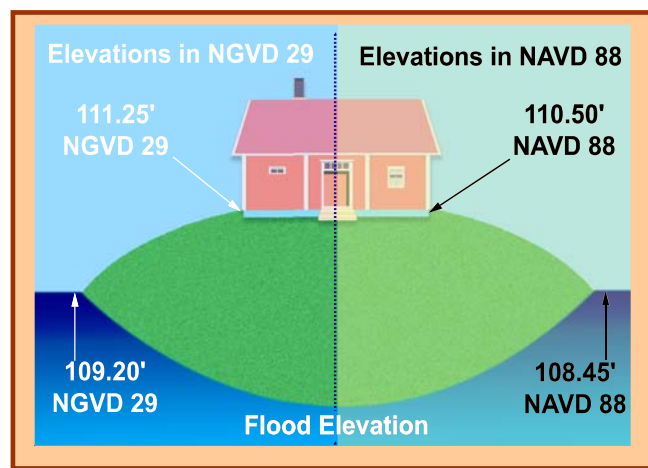 Elevations in NGVD 29
Elevations in NAVD 88
111.25'
NGVD 29
110.50'
NAVD 88
109.20'
NGVD 29
108.45'
NAVD 88
Flood Elevation